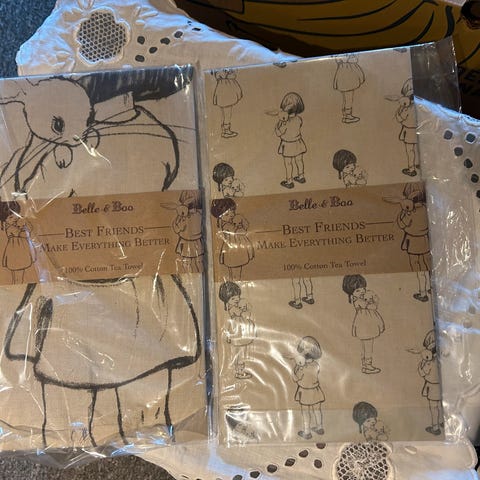 Belle & Boo
BEST FRIENDS
MAKE EVERYTHING BETTER
100% Cotton Tea Towel
Belle & Boo
BEST FRIENDS
MAKE EVERYTHING BETTER
100% Cotton Tea Towel